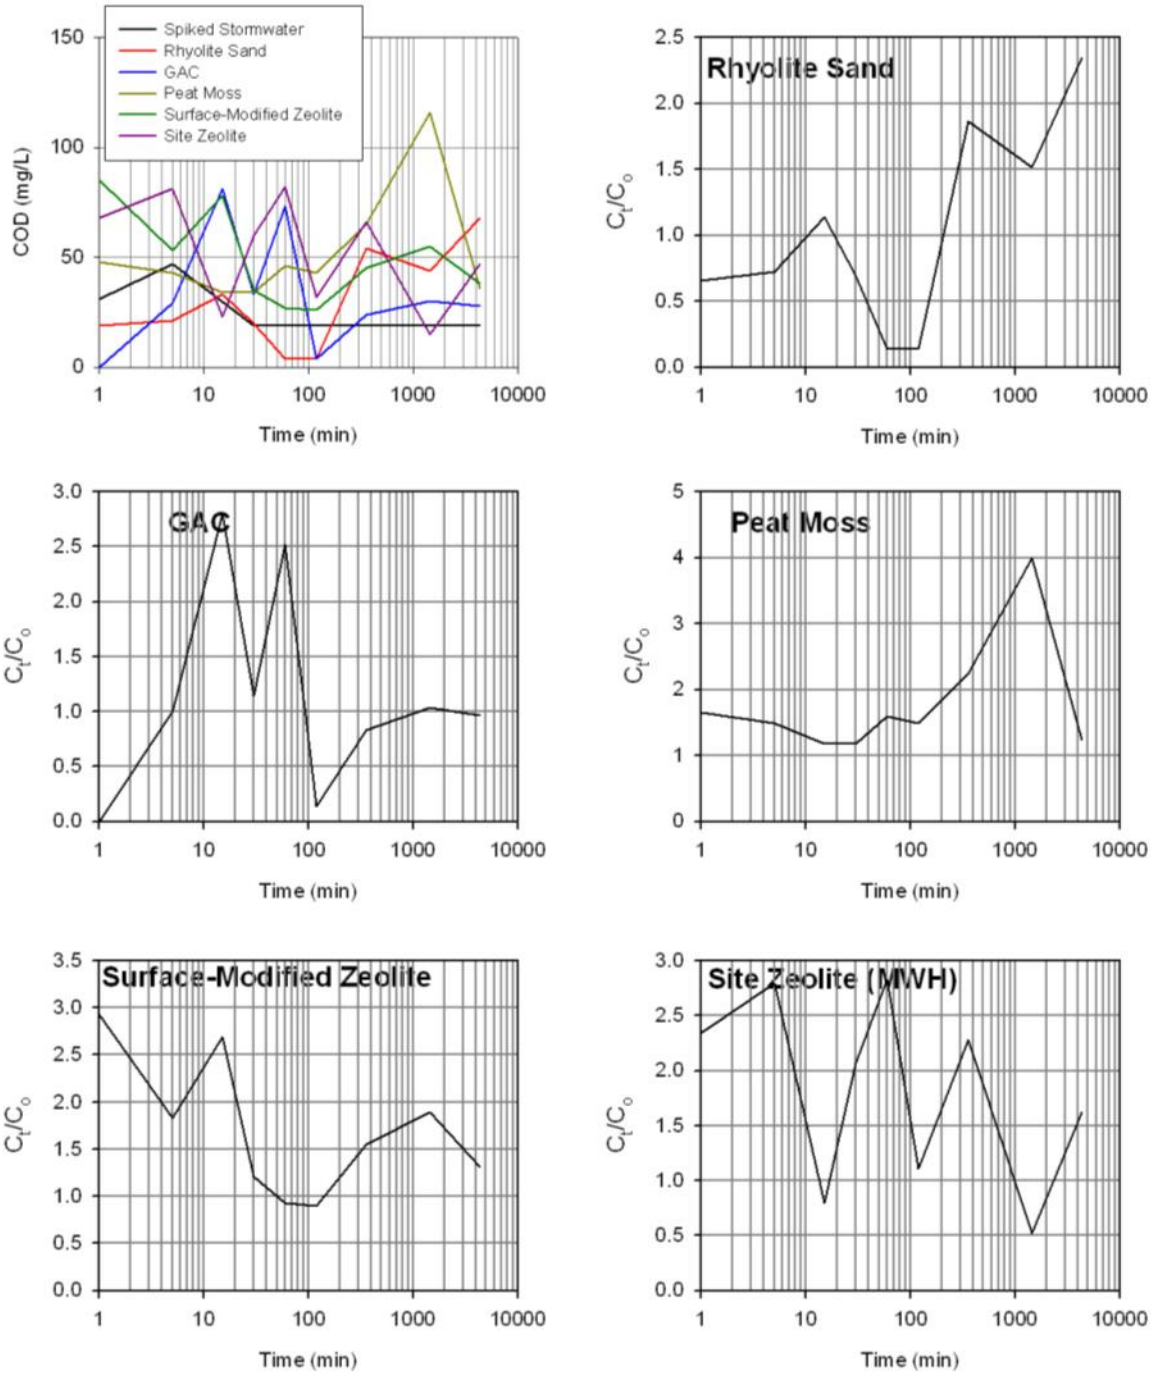 Spiked Stormwater
Rhyolite Sand
GAC
Peat Moss
Surface-Modified Zeolite
Site Zeolite
150
100
50
0
COD (mg/L)
1 10 100 1000 10000
Time (min)
Rhyolite Sand
2.5
2.0
1.5
1.0
0.5
0.0
Ct/Co
1 10 100 1000 10000
Time (min)
GAC
3.0
2.5
2.0
1.5
1.0
0.5
0.0
Ct/Co
1 10 100 1000 10000
Time (min)
Peat Moss
5
4
3
2
1
0
Ct/Co
1 10 100 1000 10000
Time (min)
Surface-Modified Zeolite
3.5
3.0
2.5
2.0
1.5
1.0
0.5
0.0
Ct/Co
1 10 100 1000 10000
Time (min)
Site Zeolite (MWH)
3.0
2.5
2.0
1.5
1.0
0.5
0.0
Ct/Co
1 10 100 1000 10000
Time (min)